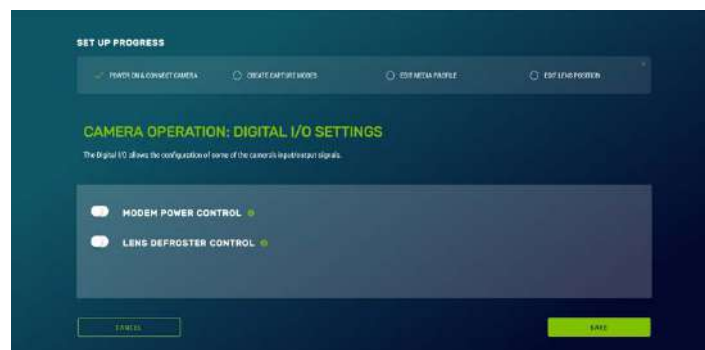 SET UP PROGRESS
POWER ON & CONNECT CAMERA
CREATE CAPTURE MODES
EDIT MEDIA PROFILE
EDIT LENS POSITION
CAMERA OPERATION: DIGITAL I/O SETTINGS
The Digital I/O allows the configuration of some of the camera's input/output signals.
MODEM POWER CONTROL
LENS DEFROSTER CONTROL
CANCEL
SAVE